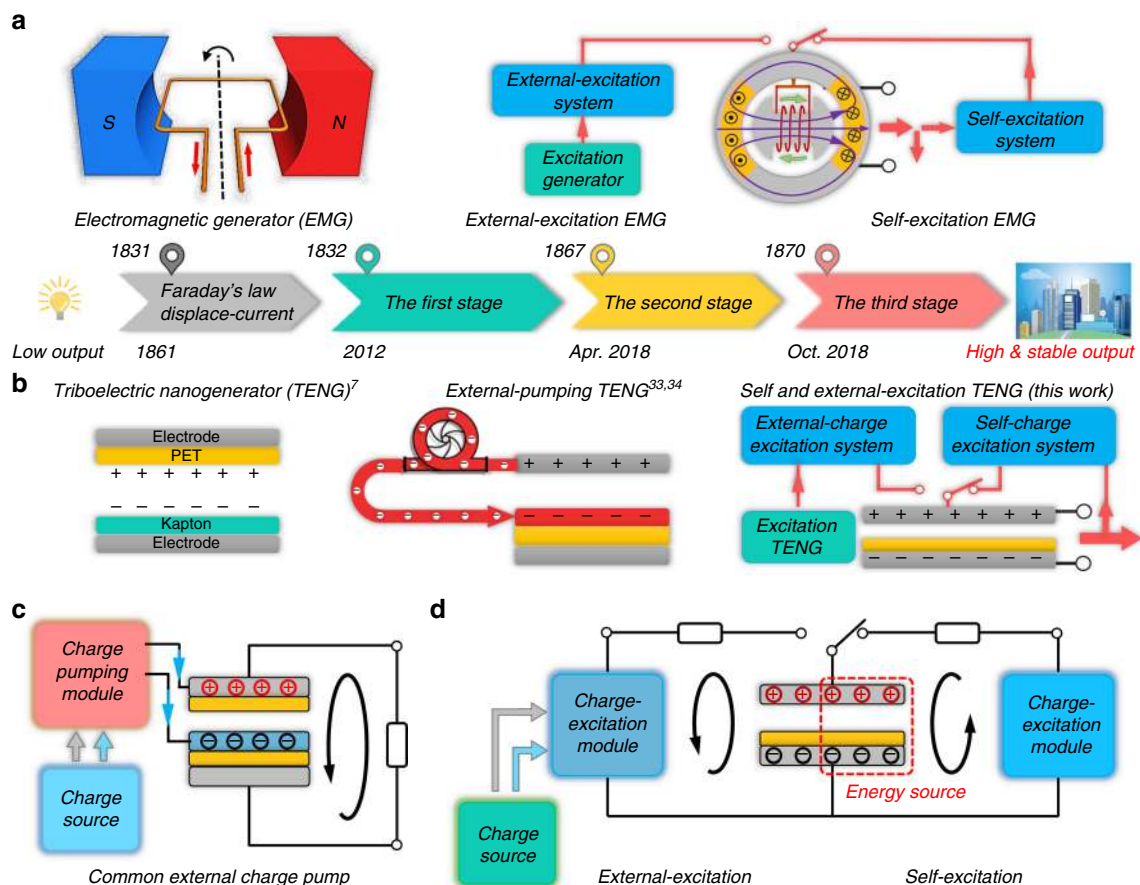 a
S
N
External-excitation
system
Excitation
generator
Self-excitation
system
Electromagnetic generator (EMG)
External-excitation EMG
Self-excitation EMG
1831
1832
1867
1870
Faraday's law
displace-current
The first stage
The second stage
The third stage
Low output
1861
2012
Apr. 2018
Oct. 2018
High & stable output
b
Triboelectric nanogenerator (TENG)7
External-pumping TENG33,34
Self and external-excitation TENG (this work)
Electrode
PET
+ + + + + +
– – – – – –
Kapton
Electrode
+ + + + +
– – – – –
External-charge
excitation system
Self-charge
excitation system
Excitation
TENG
+ + + + + + +
– – – – – – –
c
Charge
pumping
module
Charge
source
+ + + +
– – – –
Common external charge pump
d
Charge-
excitation
module
Charge
source
+ + + + +
– – – – –
Energy source
Charge-
excitation
module
External-excitation
Self-excitation